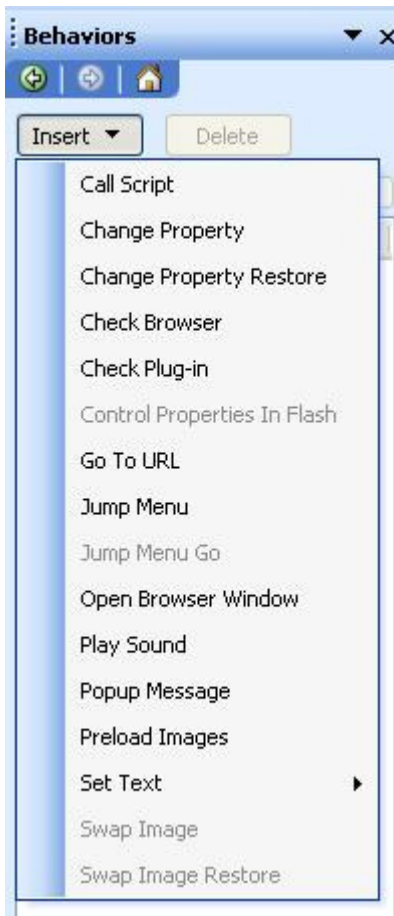 Behaviors
Insert Delete
Call Script
Change Property
Change Property Restore
Check Browser
Check Plug-in
Control Properties In Flash
Go To URL
Jump Menu
Jump Menu Go
Open Browser Window
Play Sound
Popup Message
Preload Images
Set Text
Swap Image
Swap Image Restore